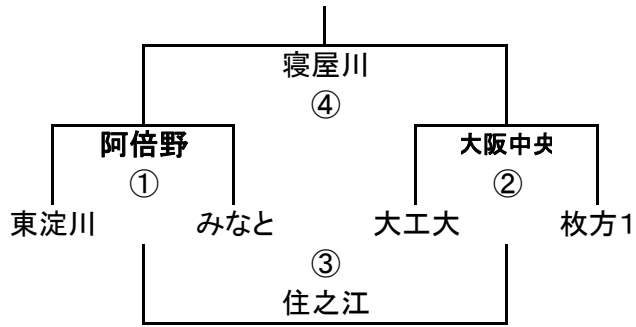 寝屋川
④
阿倍野 大阪中央
① ②
東淀川 みなと 大工大 枚方1
③
住之江